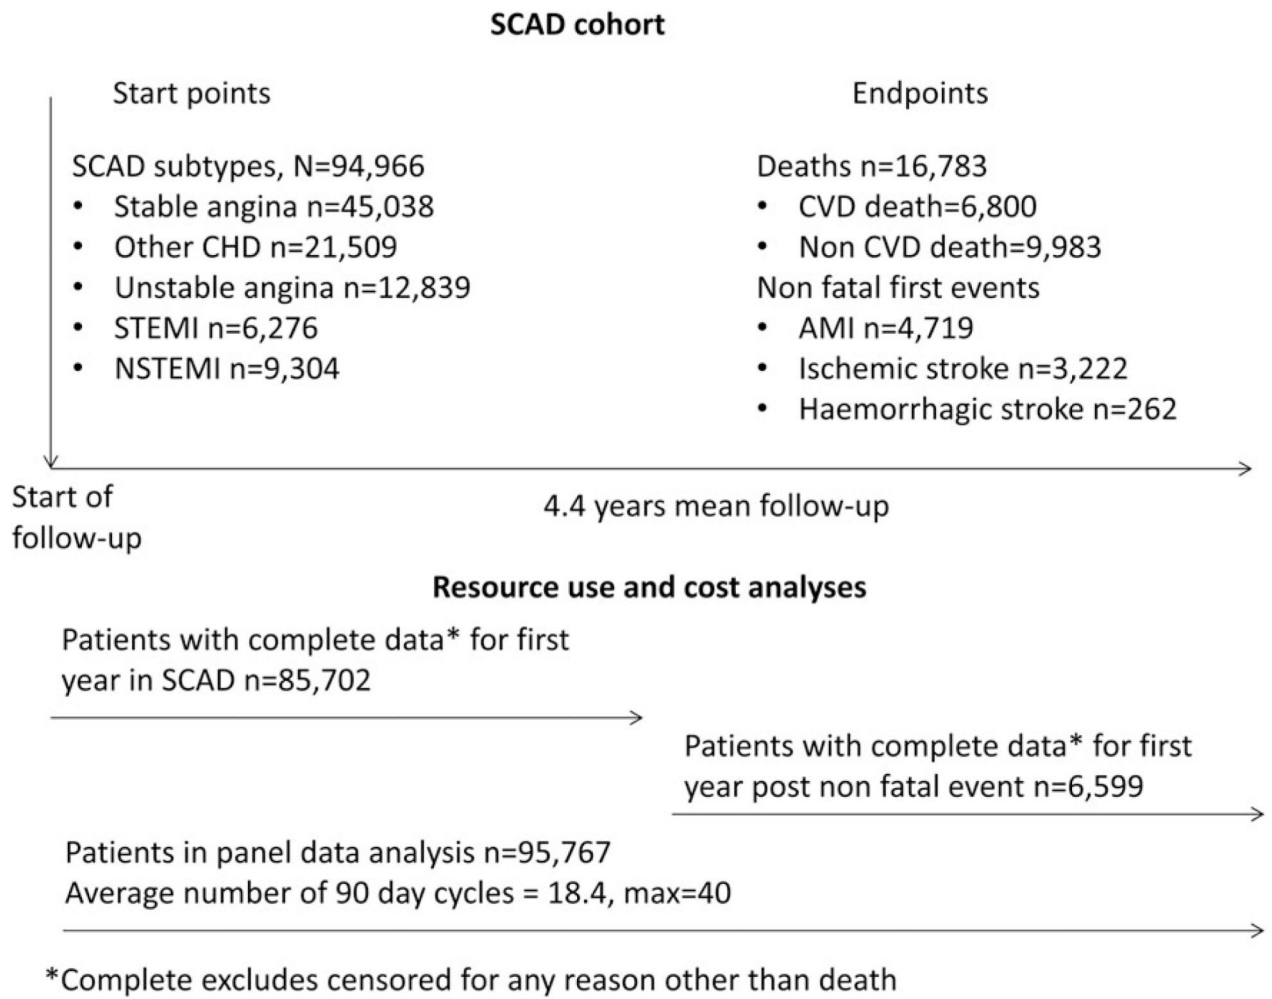 SCAD cohort
Start points
SCAD subtypes, N=94,966
• Stable angina n=45,038
• Other CHD n=21,509
• Unstable angina n=12,839
• STEMI n=6,276
• NSTEMI n=9,304
Endpoints
Deaths n=16,783
• CVD death=6,800
• Non CVD death=9,983
Non fatal first events
• AMI n=4,719
• Ischemic stroke n=3,222
• Haemorrhagic stroke n=262
Start of
follow-up
4.4 years mean follow-up
Resource use and cost analyses
Patients with complete data* for first
year in SCAD n=85,702
Patients with complete data* for first
year post non fatal event n=6,599
Patients in panel data analysis n=95,767
Average number of 90 day cycles = 18.4, max=40
*Complete excludes censored for any reason other than death